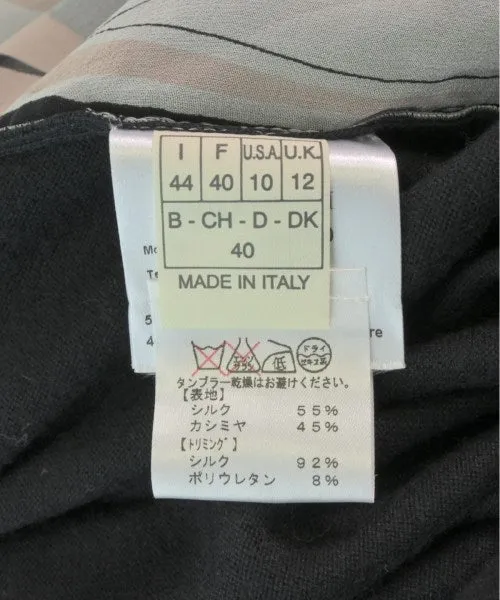 I F U.S.A. U.K.
44 40 10 12
B - CH - D - DK
40
MADE IN ITALY
re
低
ドライ
タンブラー乾燥はお避けください。
【表地】
シルク 55%
カシミヤ 45%
【トリミング】
シルク 92%
ポリウレタン 8%